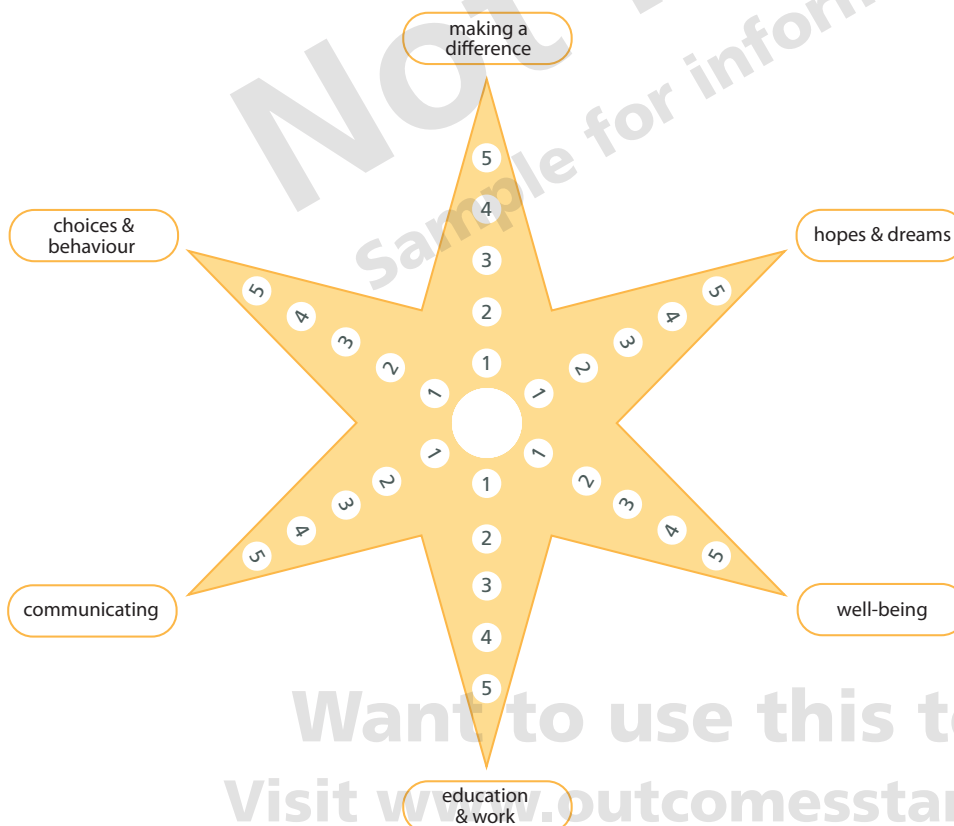 making a
difference
Not
Sample for inform
choices &
behaviour
hopes & dreams
5
4
3
2
1
5
4
3
2
1
5
4
3
2
1
1
2
3
4
5
1
2
3
4
5
1
2
3
4
5
communicating
well-being
Want to use this to
education
& work
Visit www.outcomesstar